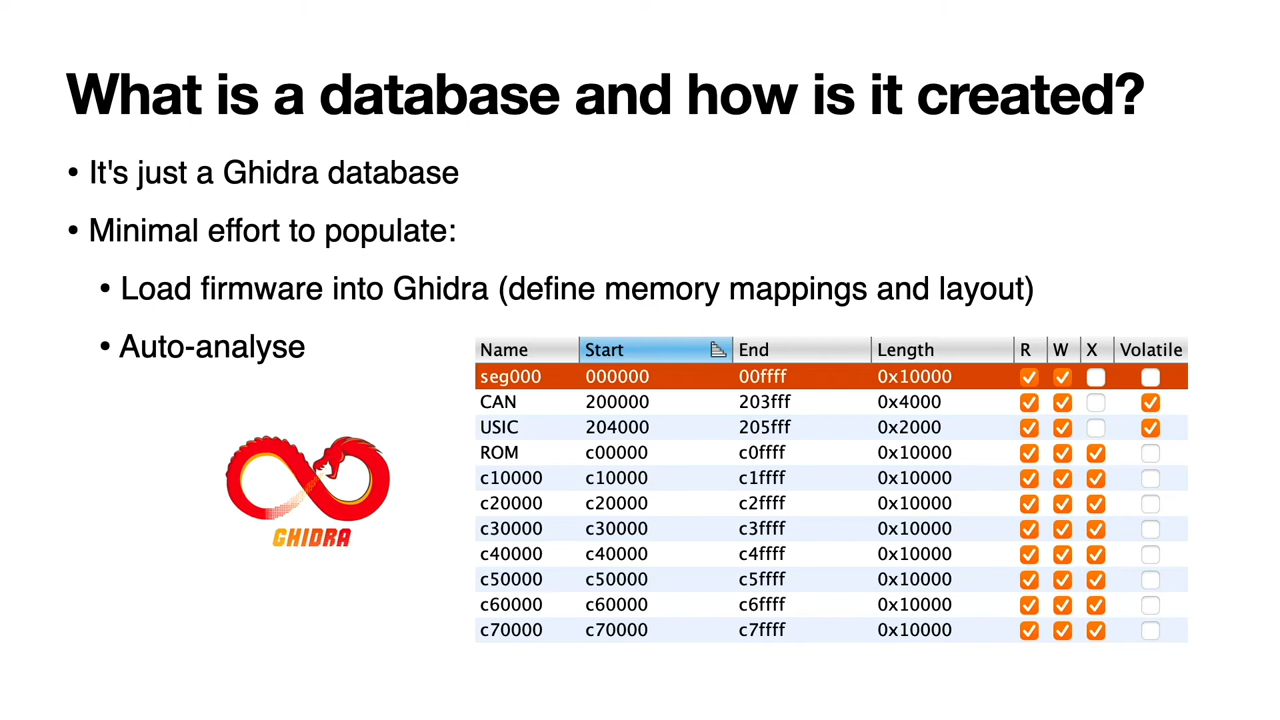 What is a database and how is it created?
• It's just a Ghidra database
• Minimal effort to populate:
• Load firmware into Ghidra (define memory mappings and layout)
• Auto-analyse
GHIDRA
Name Start End Length R W X Volatile
seg000 000000 00ffff 0x10000
CAN 200000 203fff 0x4000
USIC 204000 205fff 0x2000
ROM c00000 c0ffff 0x10000
c10000 c10000 c1ffff 0x10000
c20000 c20000 c2ffff 0x10000
c30000 c30000 c3ffff 0x10000
c40000 c40000 c4ffff 0x10000
c50000 c50000 c5ffff 0x10000
c60000 c60000 c6ffff 0x10000
c70000 c70000 c7ffff 0x10000